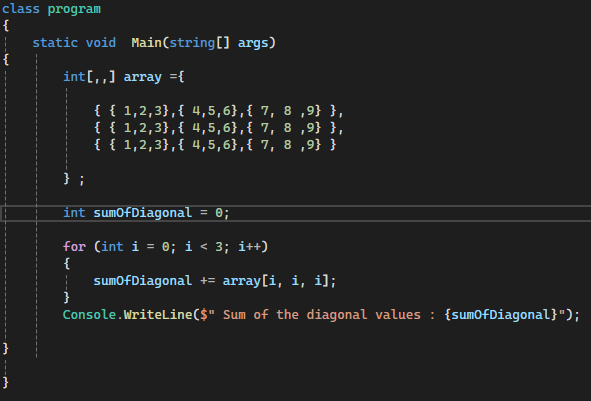 class program
{
static void  Main(string[] args)
{
int[,,] array ={
{ { 1,2,3},{ 4,5,6},{ 7, 8 ,9} },
{ { 1,2,3},{ 4,5,6},{ 7, 8 ,9} },
{ { 1,2,3},{ 4,5,6},{ 7, 8 ,9} }
} ;
int sumOfDiagonal = 0;
for (int i = 0; i < 3; i++)
{
sumOfDiagonal += array[i, i, i];
}
Console.WriteLine($" Sum of the diagonal values : {sumOfDiagonal}");
}
}